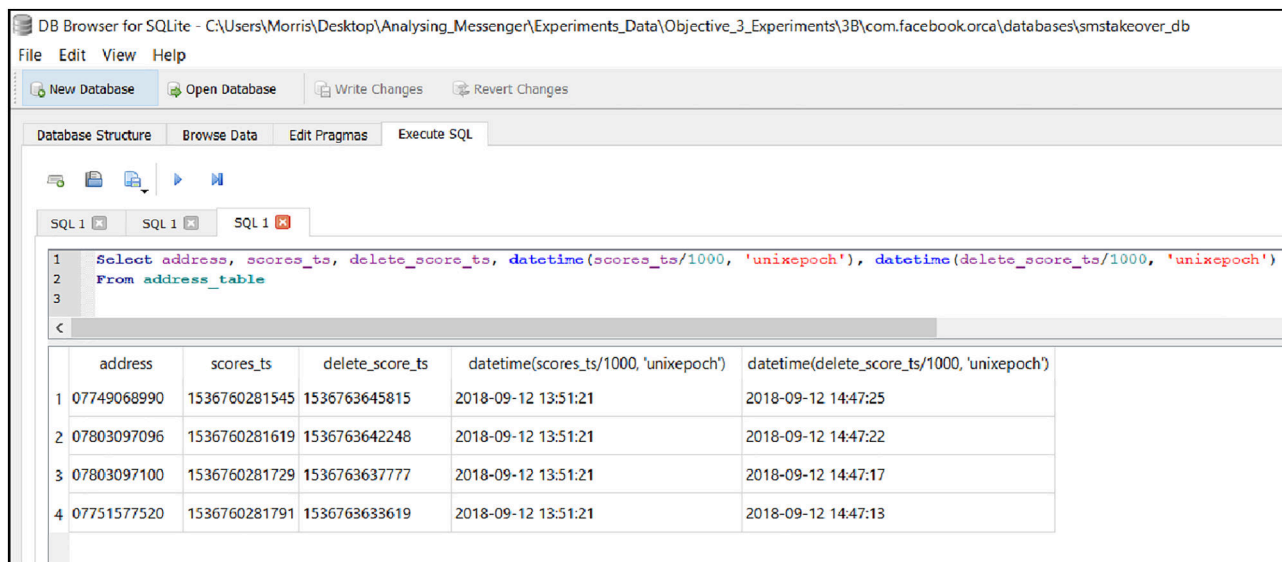 DB Browser for SQLite - C:\Users\Morris\Desktop\Analysing_Messenger\Experiments_Data\Objective_3_Experiments\3B\com.facebook.orca\databases\smstakeover_db
File Edit View Help
New Database Open Database Write Changes Revert Changes
Database Structure Browse Data Edit Pragmas Execute SQL
SQL 1 SQL 1 SQL 1
1 Select address, scores_ts, delete_score_ts, datetime(scores_ts/1000, 'unixepoch'), datetime(delete_score_ts/1000, 'unixepoch')
2 From address_table
3
address scores_ts delete_score_ts datetime(scores_ts/1000, 'unixepoch') datetime(delete_score_ts/1000, 'unixepoch')
1 07749068990 1536760281545 1536763645815 2018-09-12 13:51:21 2018-09-12 14:47:25
2 07803097096 1536760281619 1536763642248 2018-09-12 13:51:21 2018-09-12 14:47:22
3 07803097100 1536760281729 1536763637777 2018-09-12 13:51:21 2018-09-12 14:47:17
4 07751577520 1536760281791 1536763633619 2018-09-12 13:51:21 2018-09-12 14:47:13